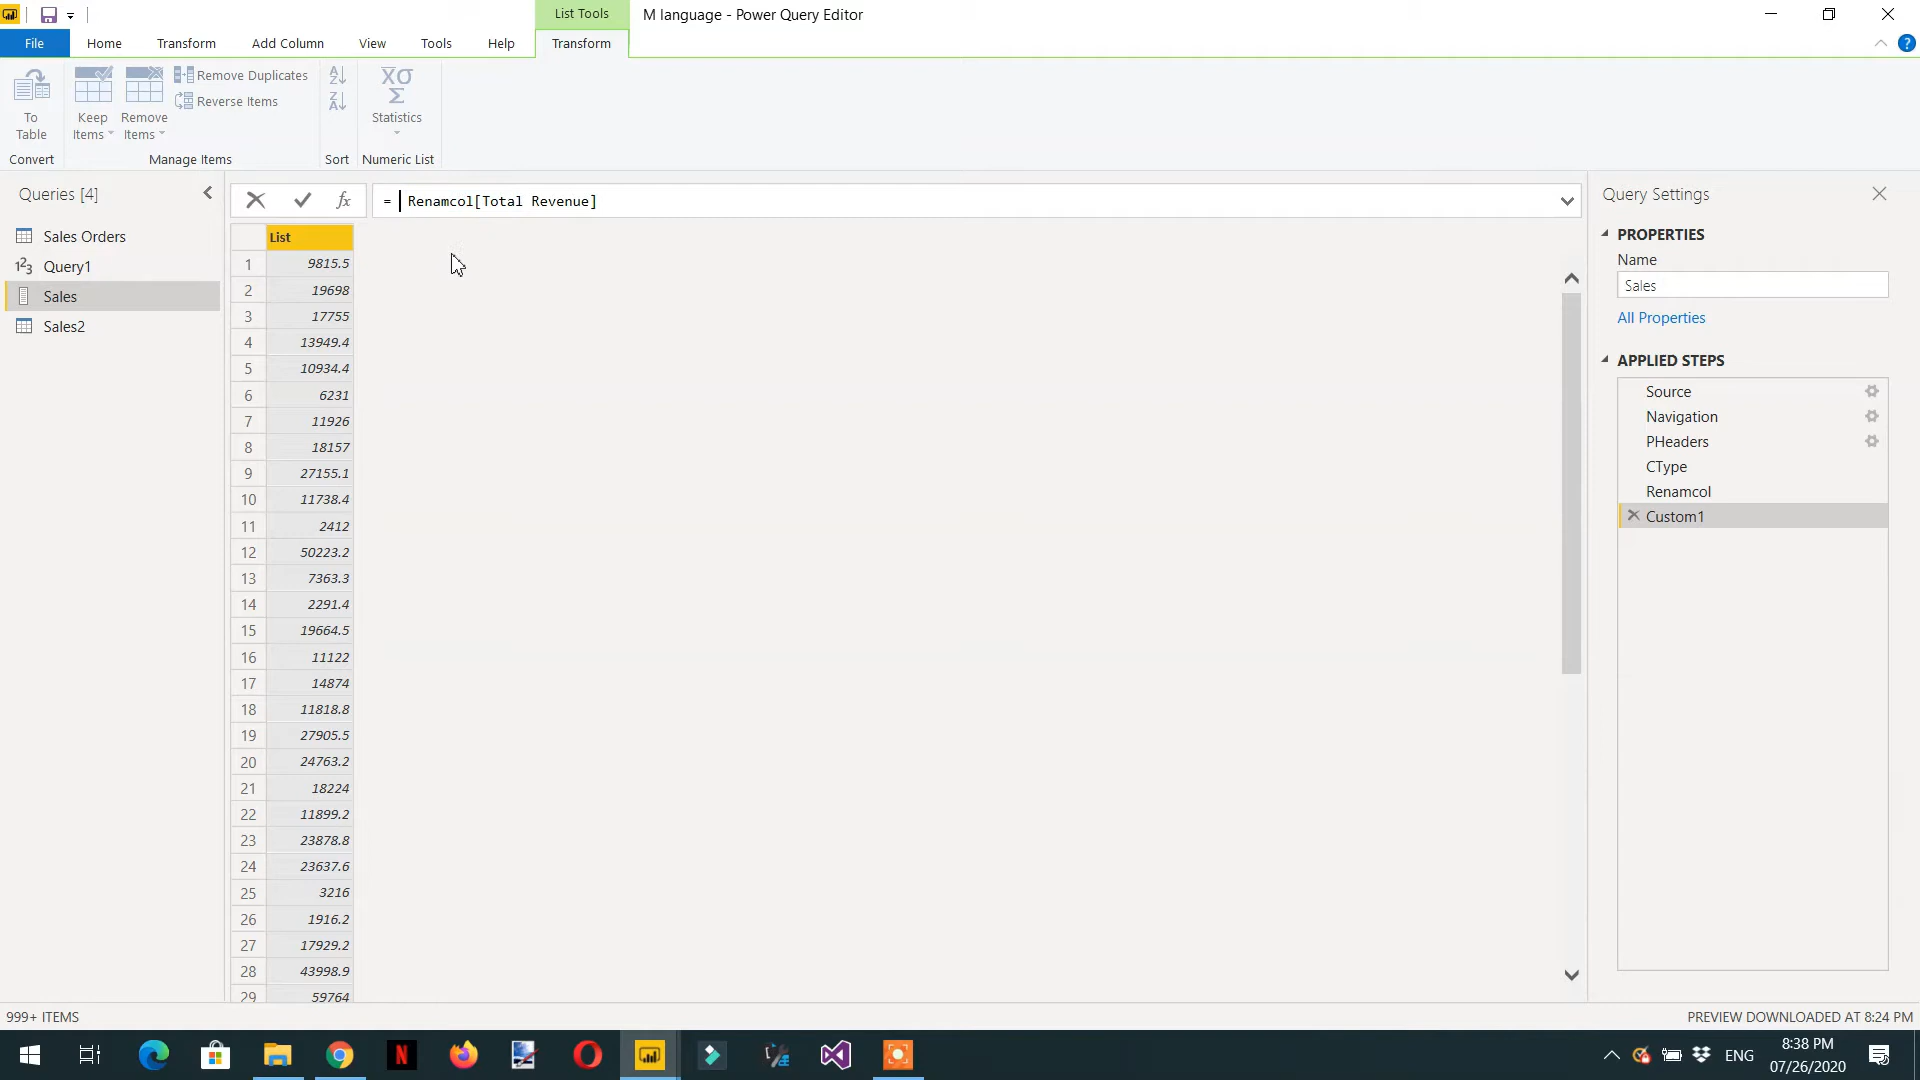 List Tools
M language - Power Query Editor
File
Home
Transform
Add Column
View
Tools
Help
Transform
To
Table
Convert
Keep
Items
Remove
Items
Remove Duplicates
Reverse Items
Manage Items
Sort
Statistics
Numeric List
Queries [4]
Sales Orders
Query1
Sales
Sales2
fx
= Renamcol[Total Revenue]
List
1 9815.5
2 19698
3 17755
4 13949.4
5 10934.4
6 6231
7 11926
8 18157
9 27155.1
10 11738.4
11 2412
12 50223.2
13 7363.3
14 2291.4
15 19664.5
16 11122
17 14874
18 11818.8
19 27905.5
20 24763.2
21 18224
22 11899.2
23 23878.8
24 23637.6
25 3216
26 1916.2
27 17929.2
28 43998.9
29 59764
Query Settings
PROPERTIES
Name
Sales
All Properties
APPLIED STEPS
Source
Navigation
PHeaders
CType
Renamcol
Custom1
999+ ITEMS
PREVIEW DOWNLOADED AT 8:24 PM
ENG
8:38 PM
07/26/2020